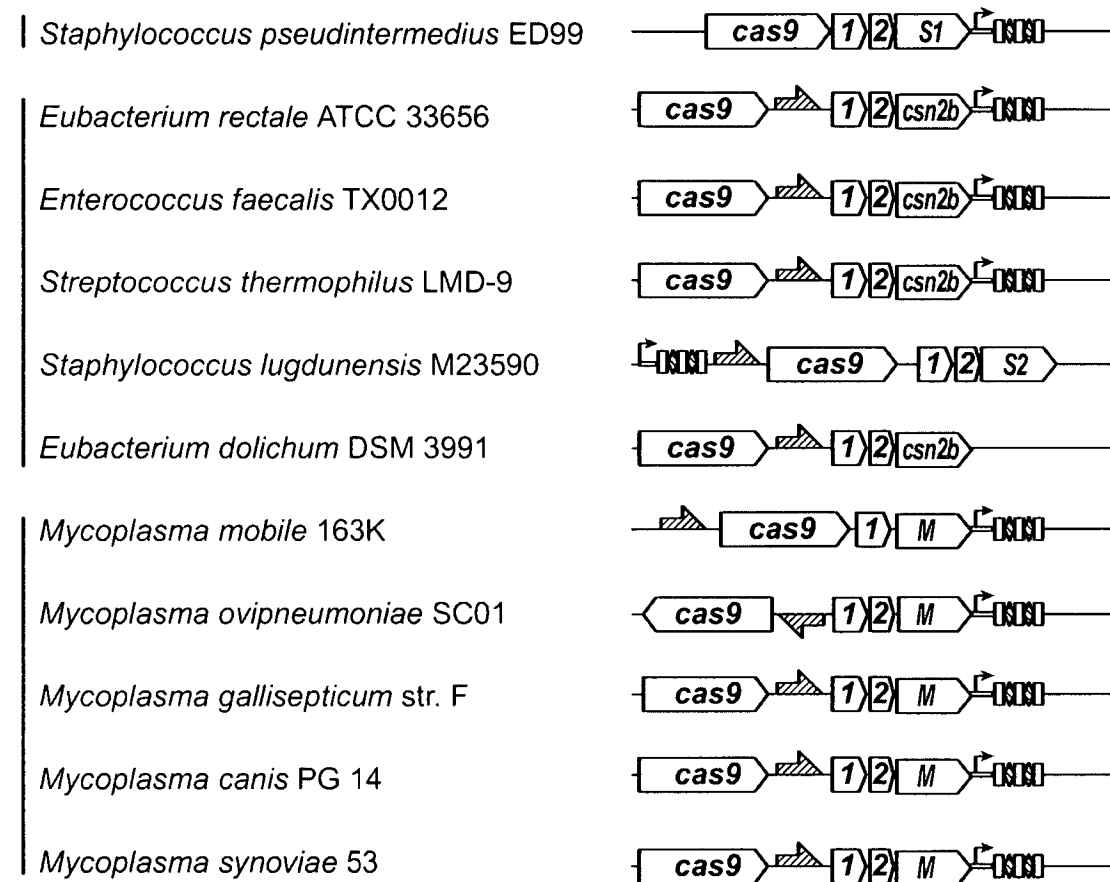 Staphylococcus pseudintermedius ED99 cas9 1 2 S1
Eubacterium rectale ATCC 33656 cas9 1 2 csn2b
Enterococcus faecalis TX0012 cas9 1 2 csn2b
Streptococcus thermophilus LMD-9 cas9 1 2 csn2b
Staphylococcus lugdunensis M23590 cas9 1 2 S2
Eubacterium dolichum DSM 3991 cas9 1 2 csn2b
Mycoplasma mobile 163K cas9 1 M
Mycoplasma ovipneumoniae SC01 cas9 1 2 M
Mycoplasma gallisepticum str. F cas9 1 2 M
Mycoplasma canis PG 14 cas9 1 2 M
Mycoplasma synoviae 53 cas9 1 2 M